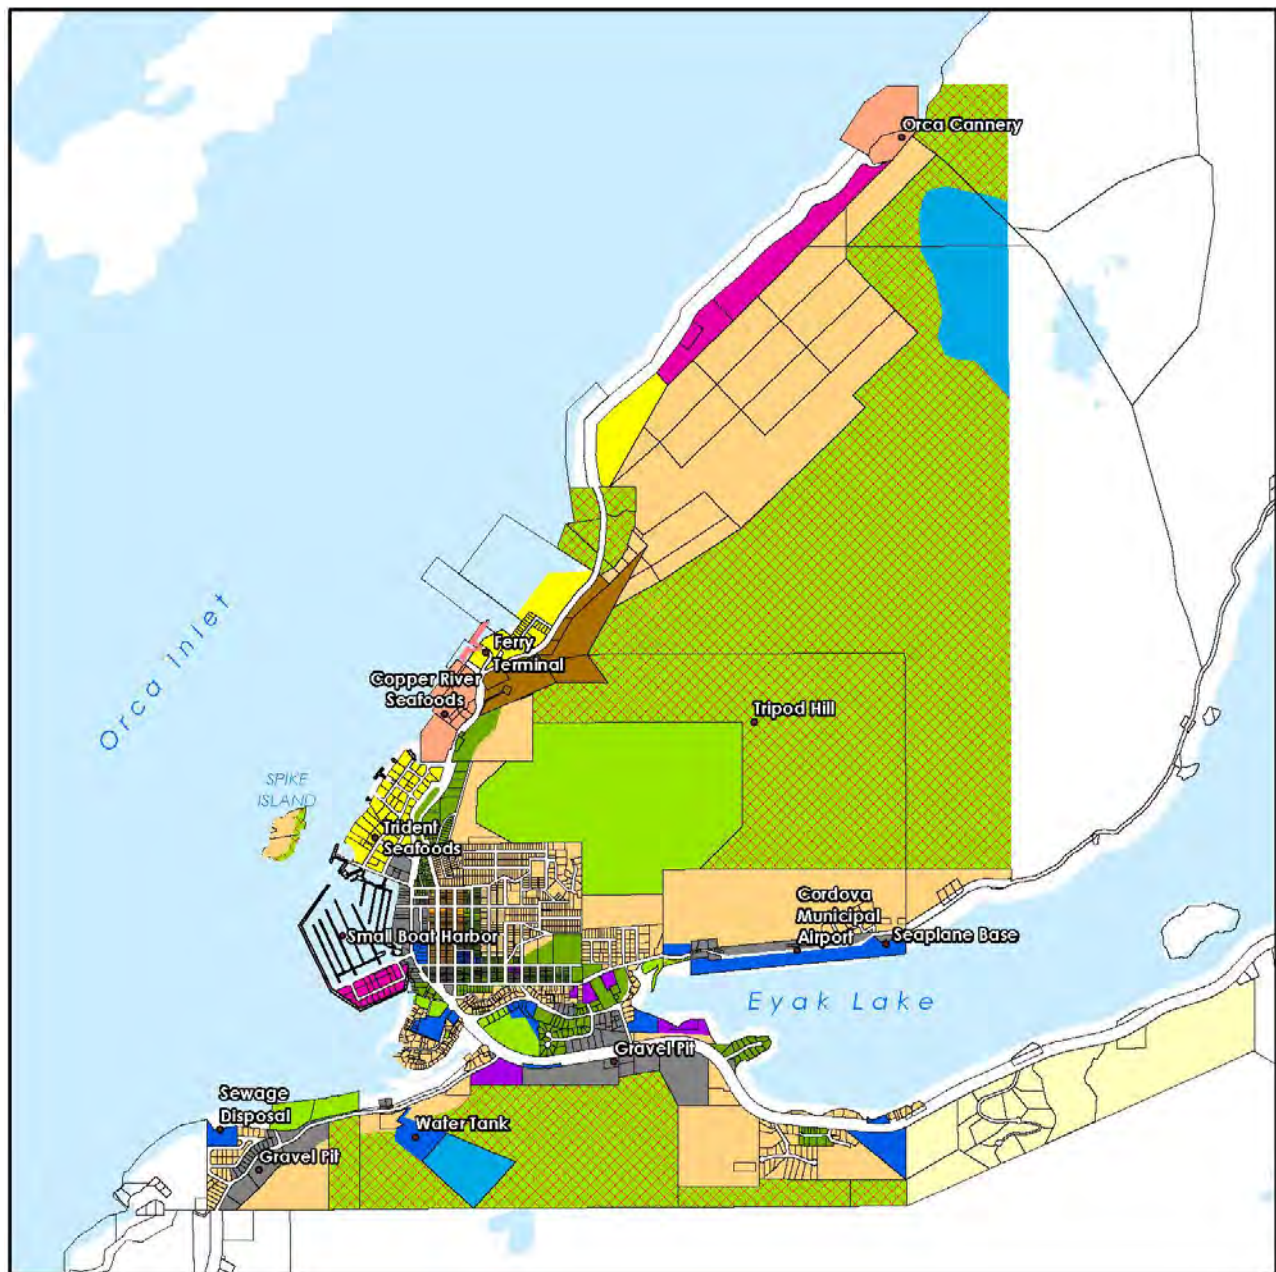 Orca Cannery
Orca Inlet
Ferry
Terminal
Copper River
Seafoods
Tripod Hill
SPIKE
ISLAND
Trident
Seafoods
Cordova
Municipal
Airport
Seaplane Base
Small Boat Harbor
Eyak Lake
Gravel Pit
Sewage
Disposal
Water Tank
Gravel Pit